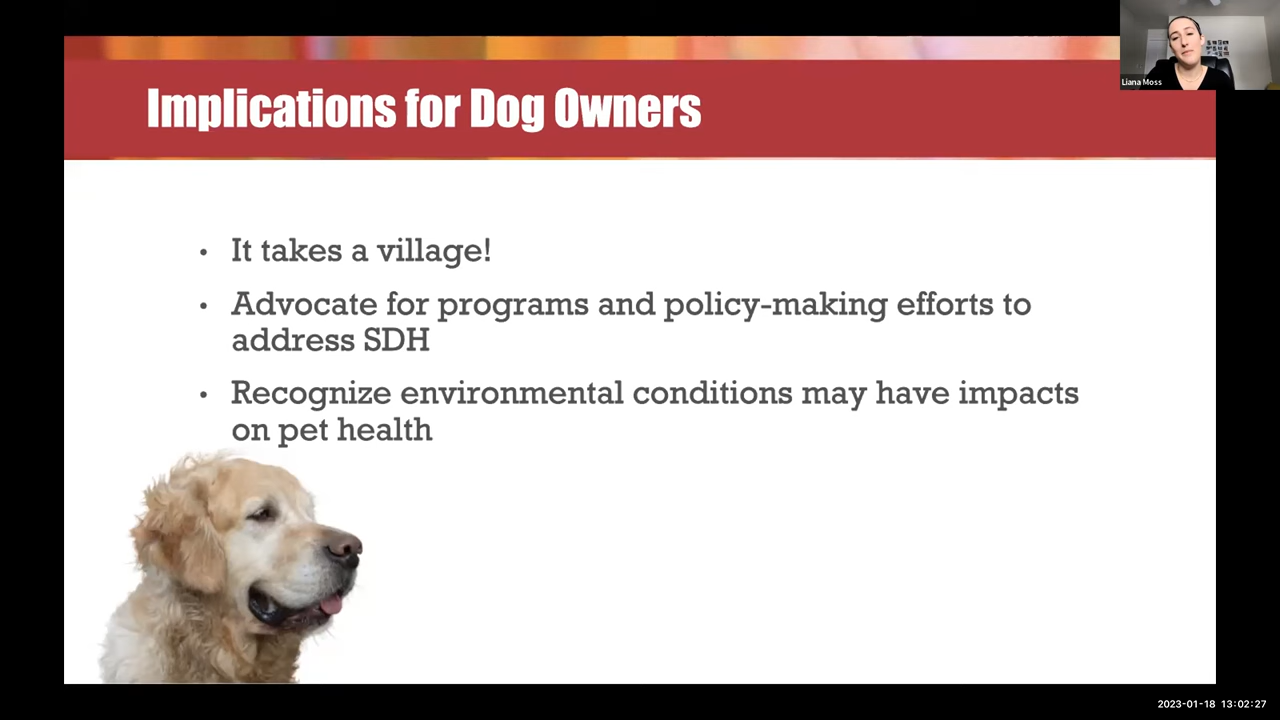 Liana Moss
Implications for Dog Owners
• It takes a village!
• Advocate for programs and policy-making efforts to
address SDH
• Recognize environmental conditions may have impacts
on pet health
2023-01-18 13:02:27